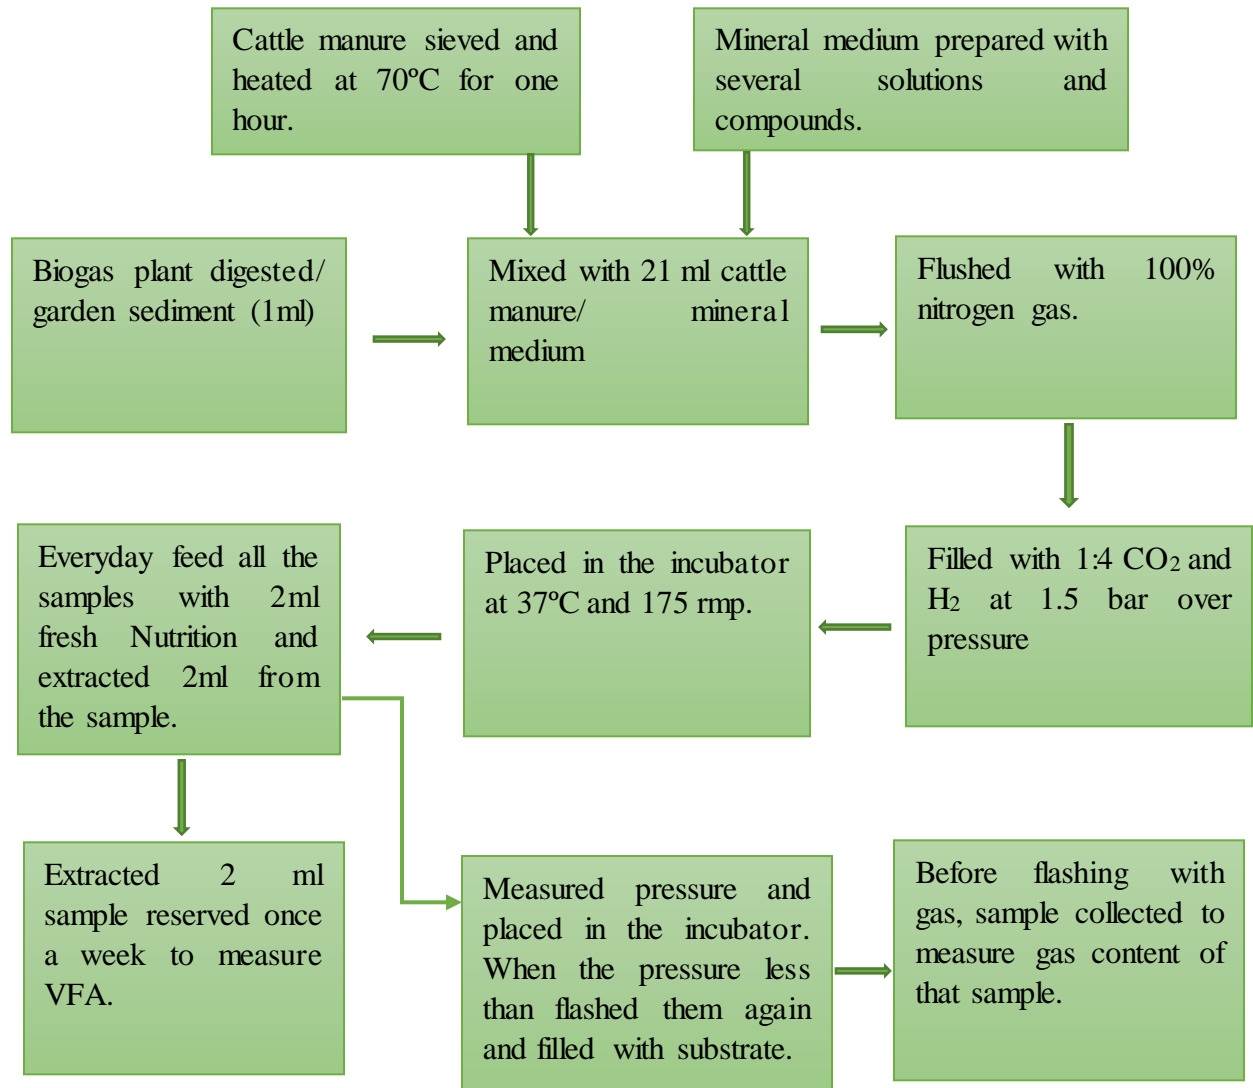 Cattle manure sieved and
heated at 70ºC for one
hour.
Mineral medium prepared with
several solutions and
compounds.
Biogas plant digested/
garden sediment (1ml)
Mixed with 21 ml cattle
manure/ mineral
medium
Flushed with 100%
nitrogen gas.
Everyday feed all the
samples with 2ml
fresh Nutrition and
extracted 2ml from
the sample.
Placed in the incubator
at 37ºC and 175 rmp.
Filled with 1:4 CO₂ and
H₂ at 1.5 bar over
pressure
Extracted 2 ml
sample reserved once
a week to measure
VFA.
Measured pressure and
placed in the incubator.
When the pressure less
than flashed them again
and filled with substrate.
Before flashing with
gas, sample collected to
measure gas content of
that sample.